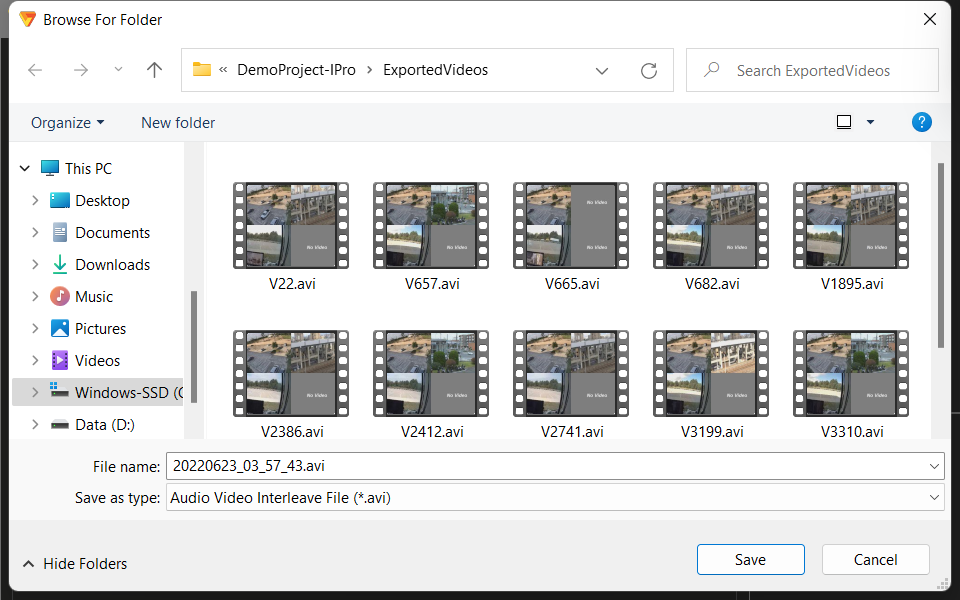 Browse For Folder
« DemoProject-IPro › ExportedVideos
Search ExportedVideos
Organize
New folder
?
This PC
Desktop
Documents
Downloads
Music
Pictures
Videos
Windows-SSD (C
Data (D:)
No Video
No Video
No Video
No Video
No Video
No Video
V22.avi
V657.avi
V665.avi
V682.avi
V1895.avi
No Video
No Video
No Video
No Video
No Video
V2386.avi
V2412.avi
V2741.avi
V3199.avi
V3310.avi
File name: 20220623_03_57_43.avi
Save as type: Audio Video Interleave File (*.avi)
Hide Folders
Save
Cancel